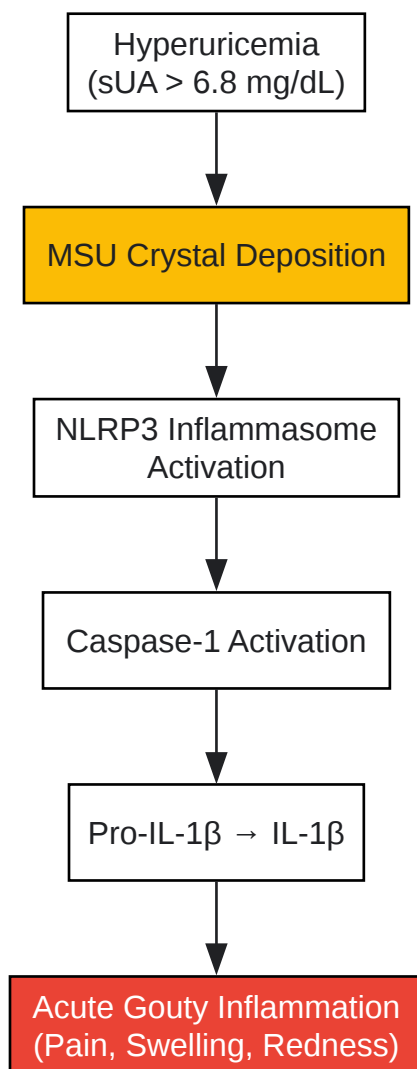 Hyperuricemia
(sUA > 6.8 mg/dL)
MSU Crystal Deposition
NLRP3 Inflammasome
Activation
Caspase-1 Activation
Pro-IL-1β → IL-1β
Acute Gouty Inflammation
(Pain, Swelling, Redness)